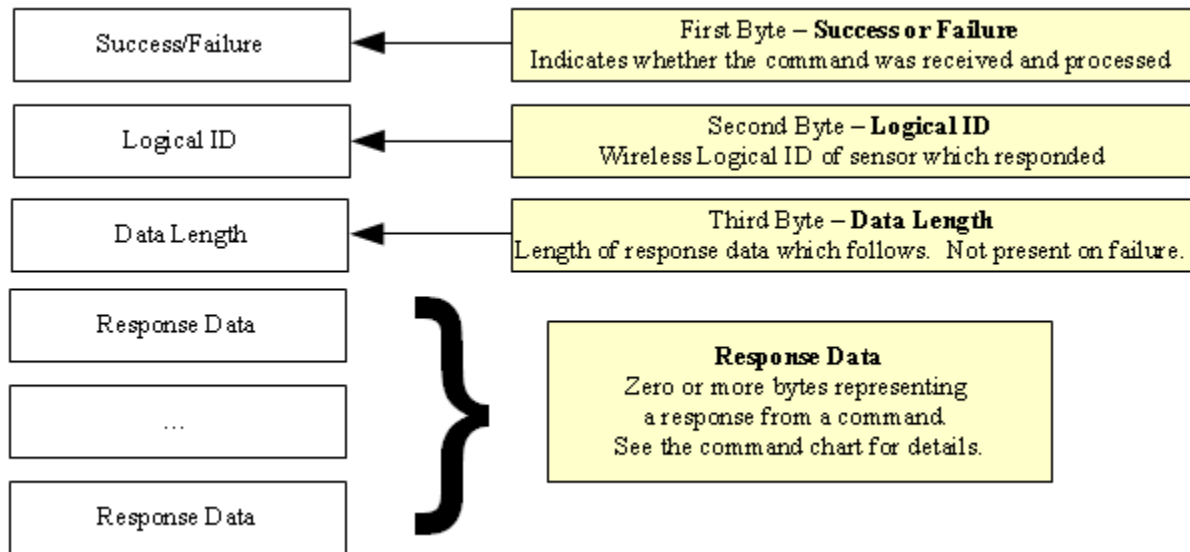 Success/Failure
First Byte – Success or Failure
Indicates whether the command was received and processed
Logical ID
Second Byte – Logical ID
Wireless Logical ID of sensor which responded
Data Length
Third Byte – Data Length
Length of response data which follows. Not present on failure.
Response Data
...
Response Data
}
Response Data
Zero or more bytes representing
a response from a command.
See the command chart for details.